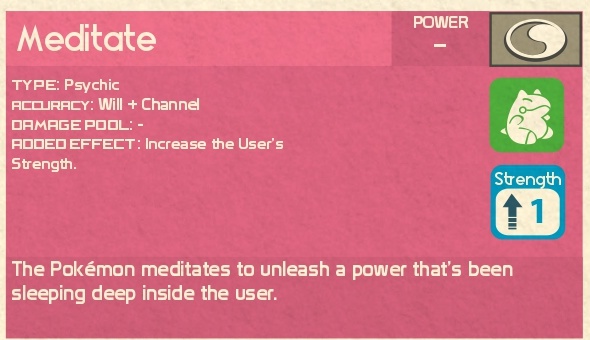 Meditate
POWER
–
TYPE: Psychic
ACCURACY: Will + Channel
DAMAGE POOL: -
ADDED EFFECT: Increase the User's
Strength.
Strength
1
The Pokémon meditates to unleash a power that's been
sleeping deep inside the user.